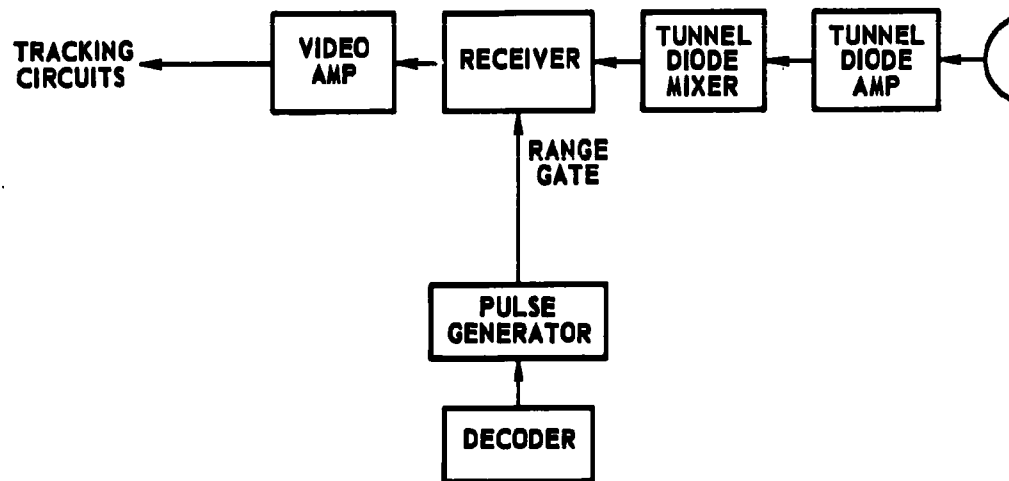 TRACKING
CIRCUITS
VIDEO
AMP
RECEIVER
TUNNEL
DIODE
MIXER
TUNNEL
DIODE
AMP
RANGE
GATE
PULSE
GENERATOR
DECODER